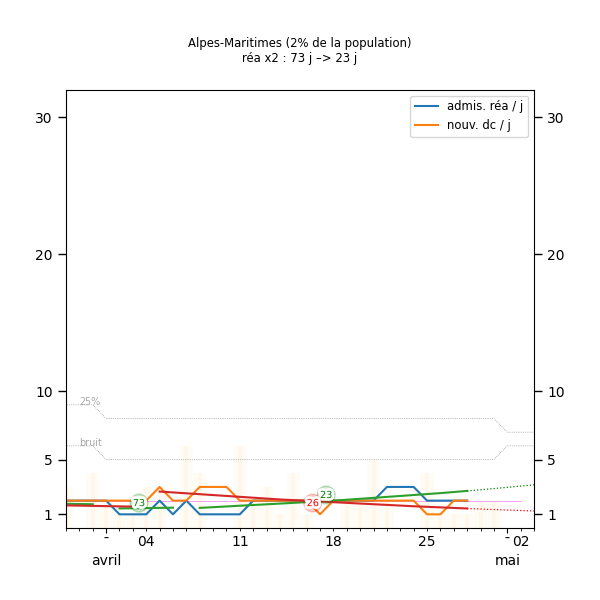 Alpes-Maritimes (2% de la population)
réa x2 : 73 j –> 23 j
admis. réa / j
nouv. dc / j
30 30
20 20
10 10
25%
bruit
5 5
73 26 23
1 1
04 11 18 25 02
avril mai